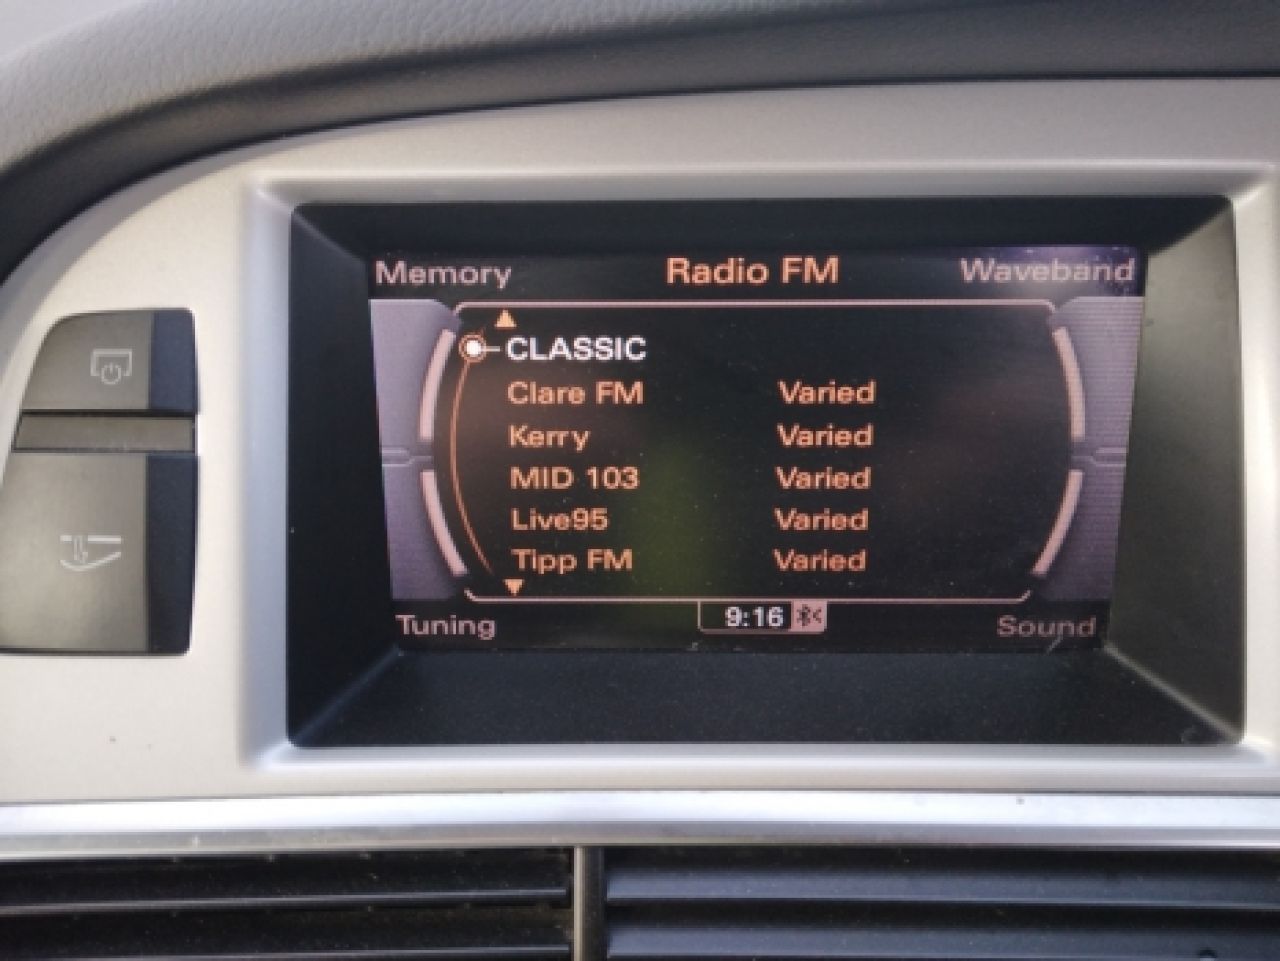 Memory Radio FM Waveband
CLASSIC
Clare FM Varied
Kerry Varied
MID 103 Varied
Live95 Varied
Tipp FM Varied
Tuning 9:16 Sound